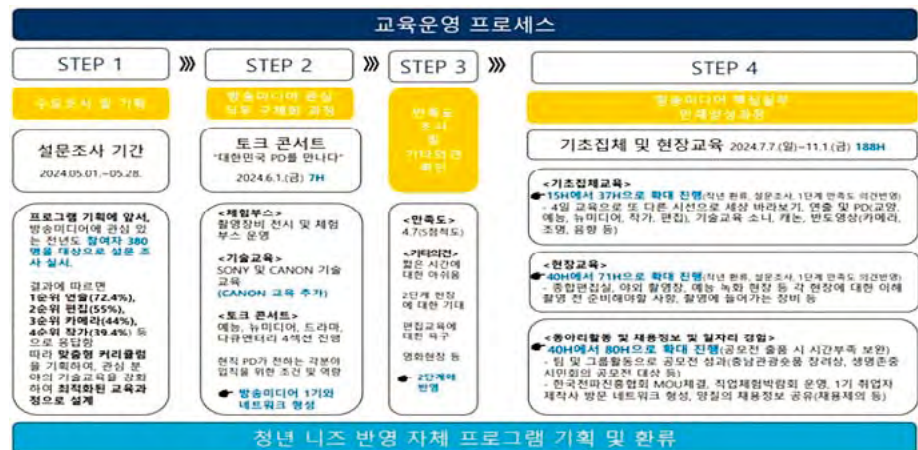 교육운영 프로세스
STEP 1
》》
STEP 2
》》
STEP 3
》》
STEP 4
수요조사 및 기획
설문조사 기간
2024.05.01.~05.28.
프로그램 기획에 앞서,
방송미디어에 관심 있
는 전년도 참여자 380
명을 대상으로 설문 조
사 실시.
결과에 따르면
1순위 연출(72.4%),
2순위 편집(55%),
3순위 카메라(44%),
4순위 작가(39.4%) 등
으로 응답함
따라 맞춤형 커리큘럼
을 기획하여, 관심 분
야의 기술교육을 강화
하여 최적화된 교육과
정으로 설계
방송미디어 관심
직무 구체화 과정
토크 콘서트
"대한민국 PD를 만나다"
2024.6.1.(금) 7H
<체험부스>
촬영장비 전시 및 체험
부스 운영
<기술교육>
SONY 및 CANON 기술
교육
(CANON 교육 추가)
<토크 콘서트>
예능, 뉴미디어, 드라마,
다큐멘터리 4섹션 진행
현직 PD가 전하는 각분야
입직을 위한 조건 및 역량
☛ 방송미디어 1기와
네트워크 형성
만족도
조사
및
기타의견
확인
<만족도>
4.7(5점척도)
<기타의견>
짧은 시간에
대한 아쉬움
2단계 현장
에 대한 기대
편집교육에
대한 욕구
영화현장 등
☛ 2단계에
반영
방송미디어 핵심실무
인재양성과정
기초집체 및 현장교육 2024.7.7.(일)~11.1.(금) 188H
<기초집체교육>
☛15H에서 37H으로 확대 진행(작년 환류, 설문조사, 1단계 만족도 의견반영)
- 4일 교육으로 또 다른 시선으로 세상 바라보기, 연출 및 PD(교양,
예능, 뉴미디어, 작가, 편집), 기술교육 소니, 캐논, 반도영상(카메라,
조명, 음향 등)
<현장교육>
☛40H에서 71H으로 확대 진행(작년 환류, 설문조사, 1단계 만족도 의견반영)
- 종합편집실, 야외 촬영장, 예능 녹화 현장 등 각 현장에 대한 이해
촬영 전 준비해야할 사항, 촬영에 들어가는 장비 등
<동아리활동 및 채용정보 및 일자리 경험>
☛40H에서 80H으로 확대 진행(공모전 출품 시 시간부족 보완)
- 팀 및 그룹활동으로 공모전 성과(충남관광숏폼 장려상, 생명존중
시민회의 공모전 대상 등)
- 한국전파진흥협회 MOU체결, 직업체험박람회 운영, 1기 취업자
제작사 방문 네트워크 형성, 양질의 채용정보 공유(채용제의 등)
청년 니즈 반영 자체 프로그램 기획 및 환류